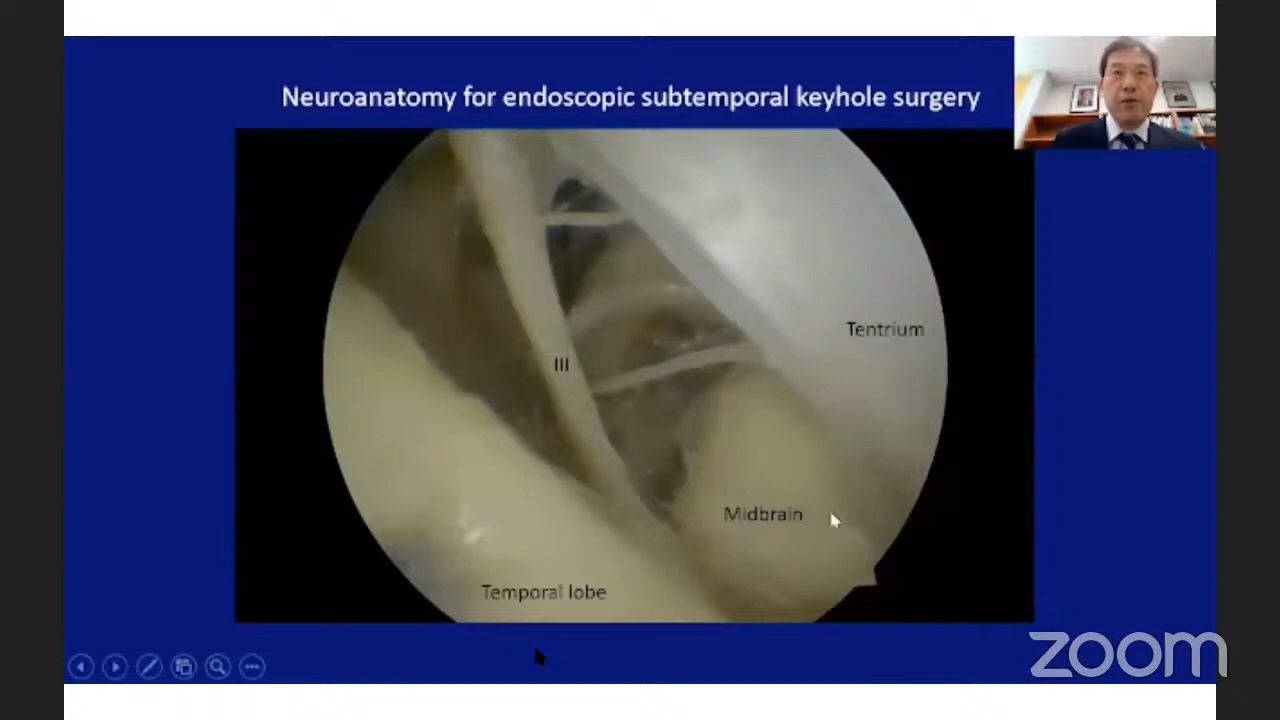 Neuroanatomy for endoscopic subtemporal keyhole surgery
Tentrium
III
Midbrain
Temporal lobe
zoom